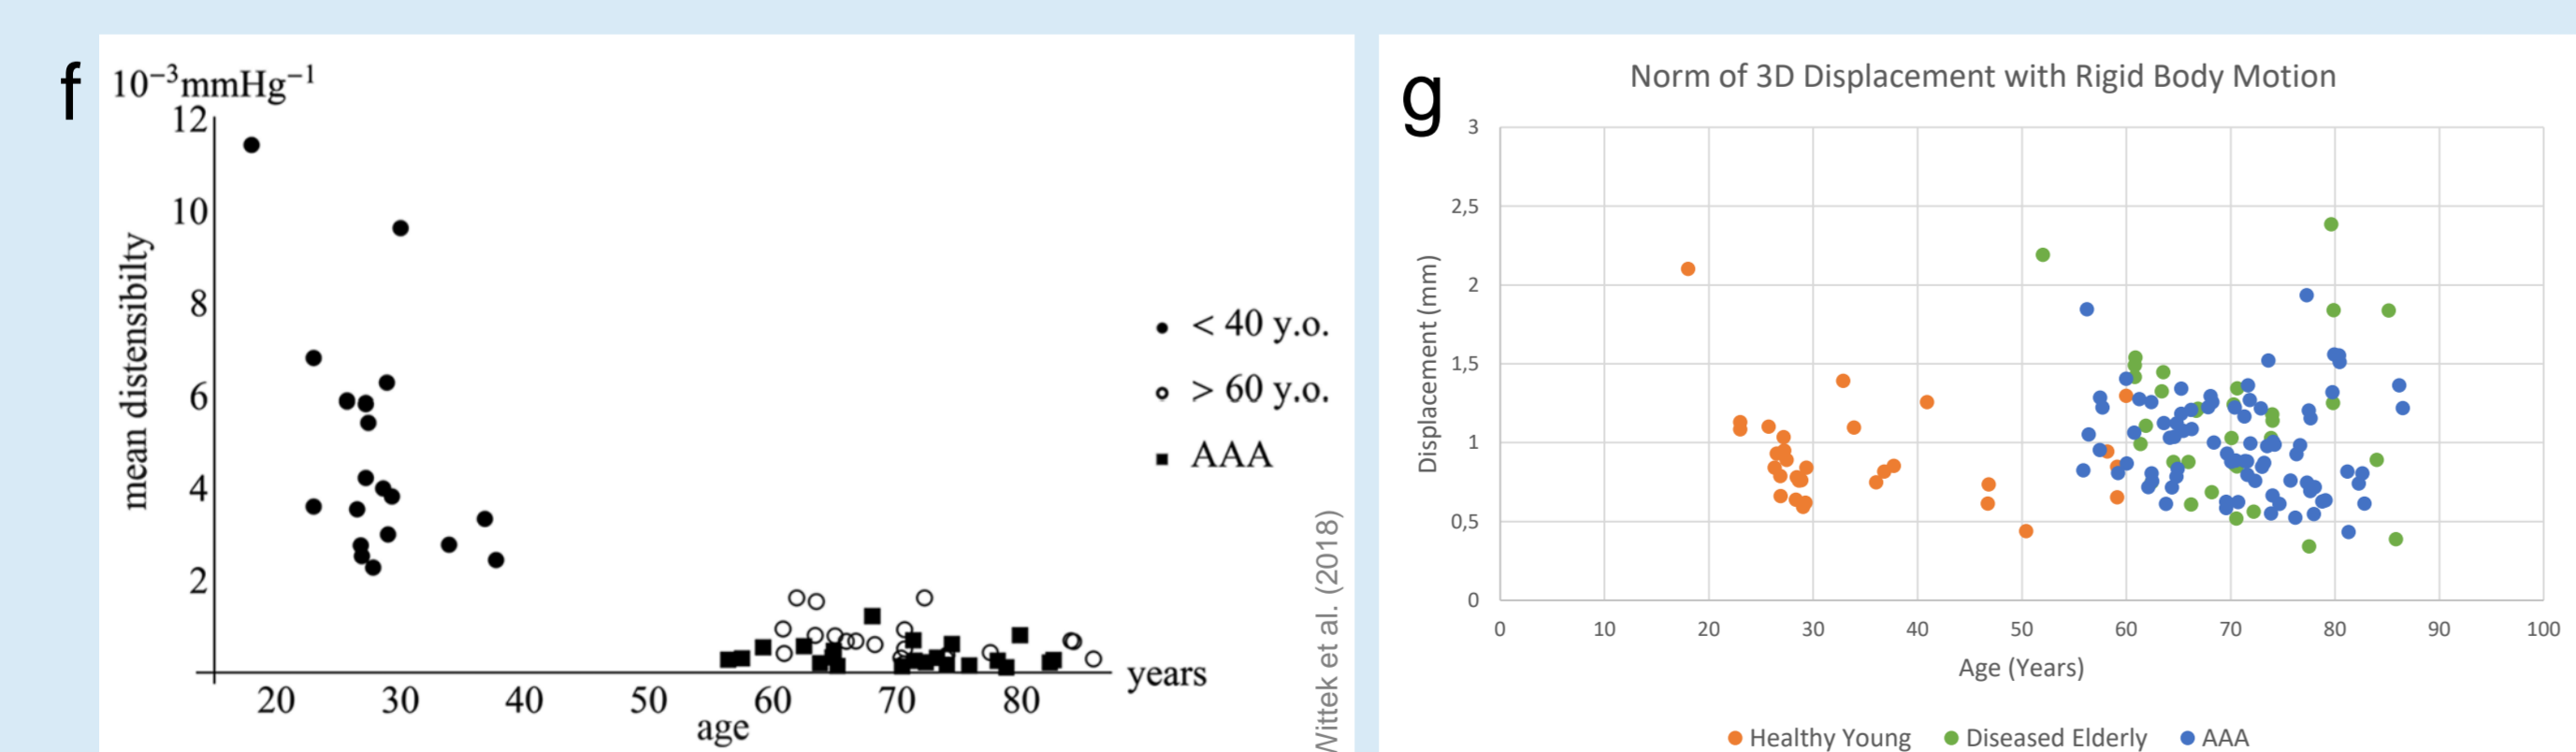 f
10⁻³mmHg⁻¹
12
10
8
6
4
2
mean distensibilty
20 30 40 50 60 70 80
years
age
< 40 y.o.
> 60 y.o.
AAA
Wittek et al. (2018)
g
Norm of 3D Displacement with Rigid Body Motion
3
2,5
2
1,5
1
0,5
0
Displacement (mm)
0 10 20 30 40 50 60 70 80 90 100
Age (Years)
Healthy Young Diseased Elderly AAA